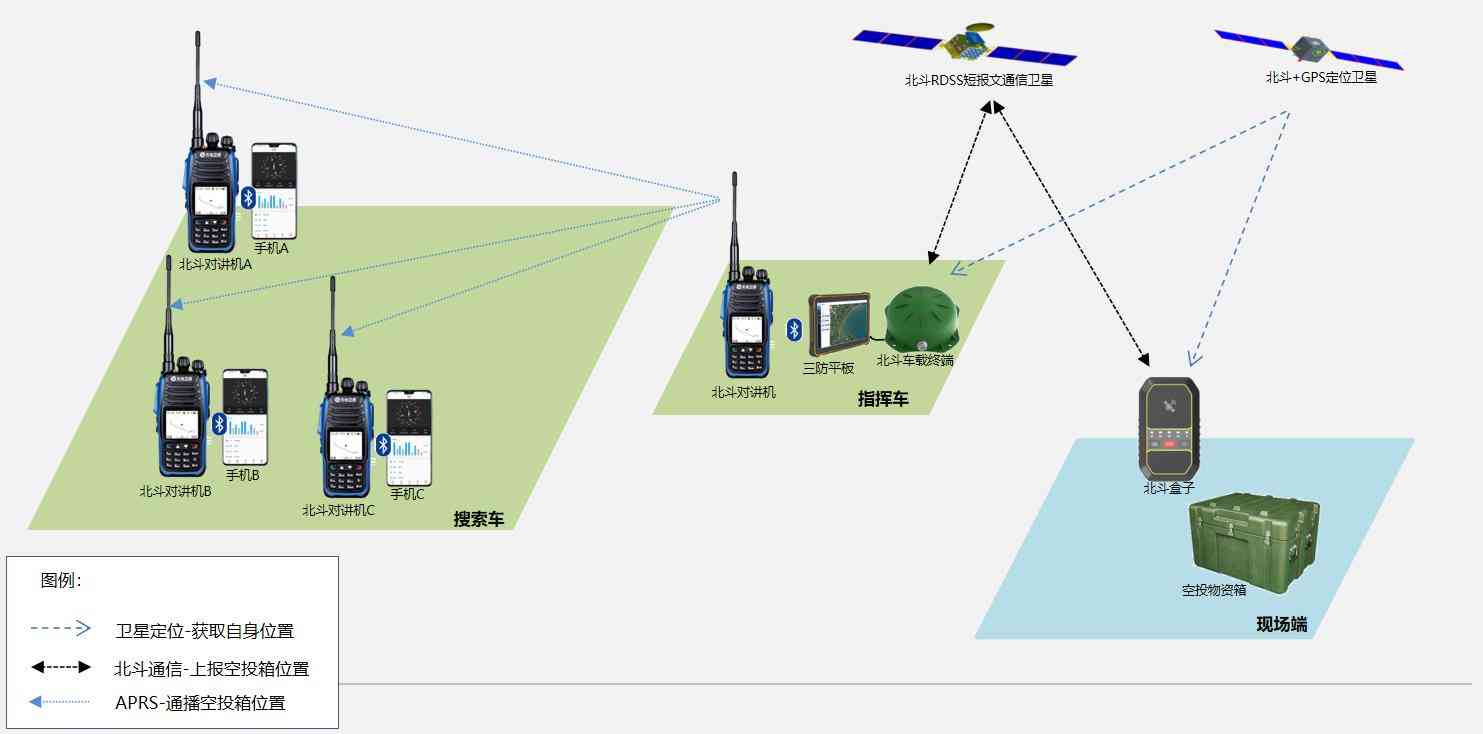 北斗RDSS短报文通信卫星
北斗+GPS定位卫星
手机A
北斗对讲机A
手机B
北斗对讲机B
手机C
北斗对讲机C
搜索车
北斗对讲机
三防平板
北斗车载终端
指挥车
北斗盒子
空投物资箱
现场端
图例：
卫星定位-获取自身位置
北斗通信-上报空投箱位置
APRS-通播空投箱位置